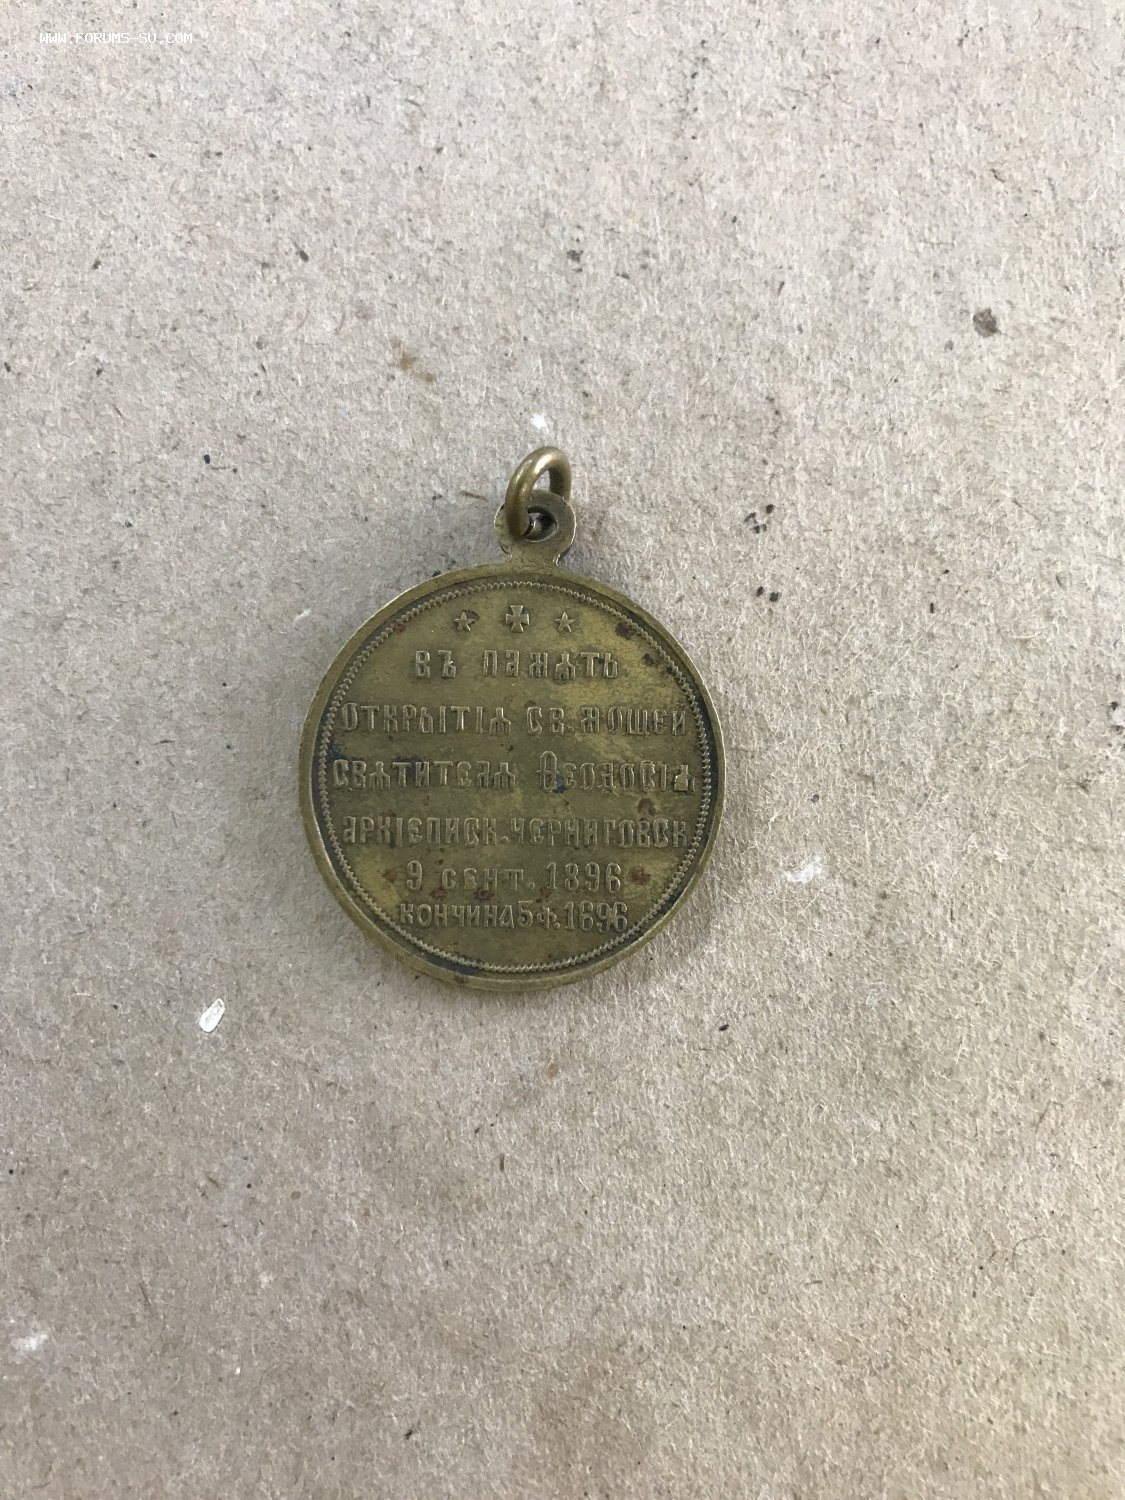 WWW.FORUMS-SU.COM
ВЪ ПАМѦТЬ
ОТКРЫТІѦ СВ. МОЩЕЙ
СВѦТИТЕЛѦ ѲЕОДОСІѦ
АРХІЕПИСК. ЧЕРНИГОВСК
9 СЕНТ. 1896
КОНЧИНА 5 Ф. 1696